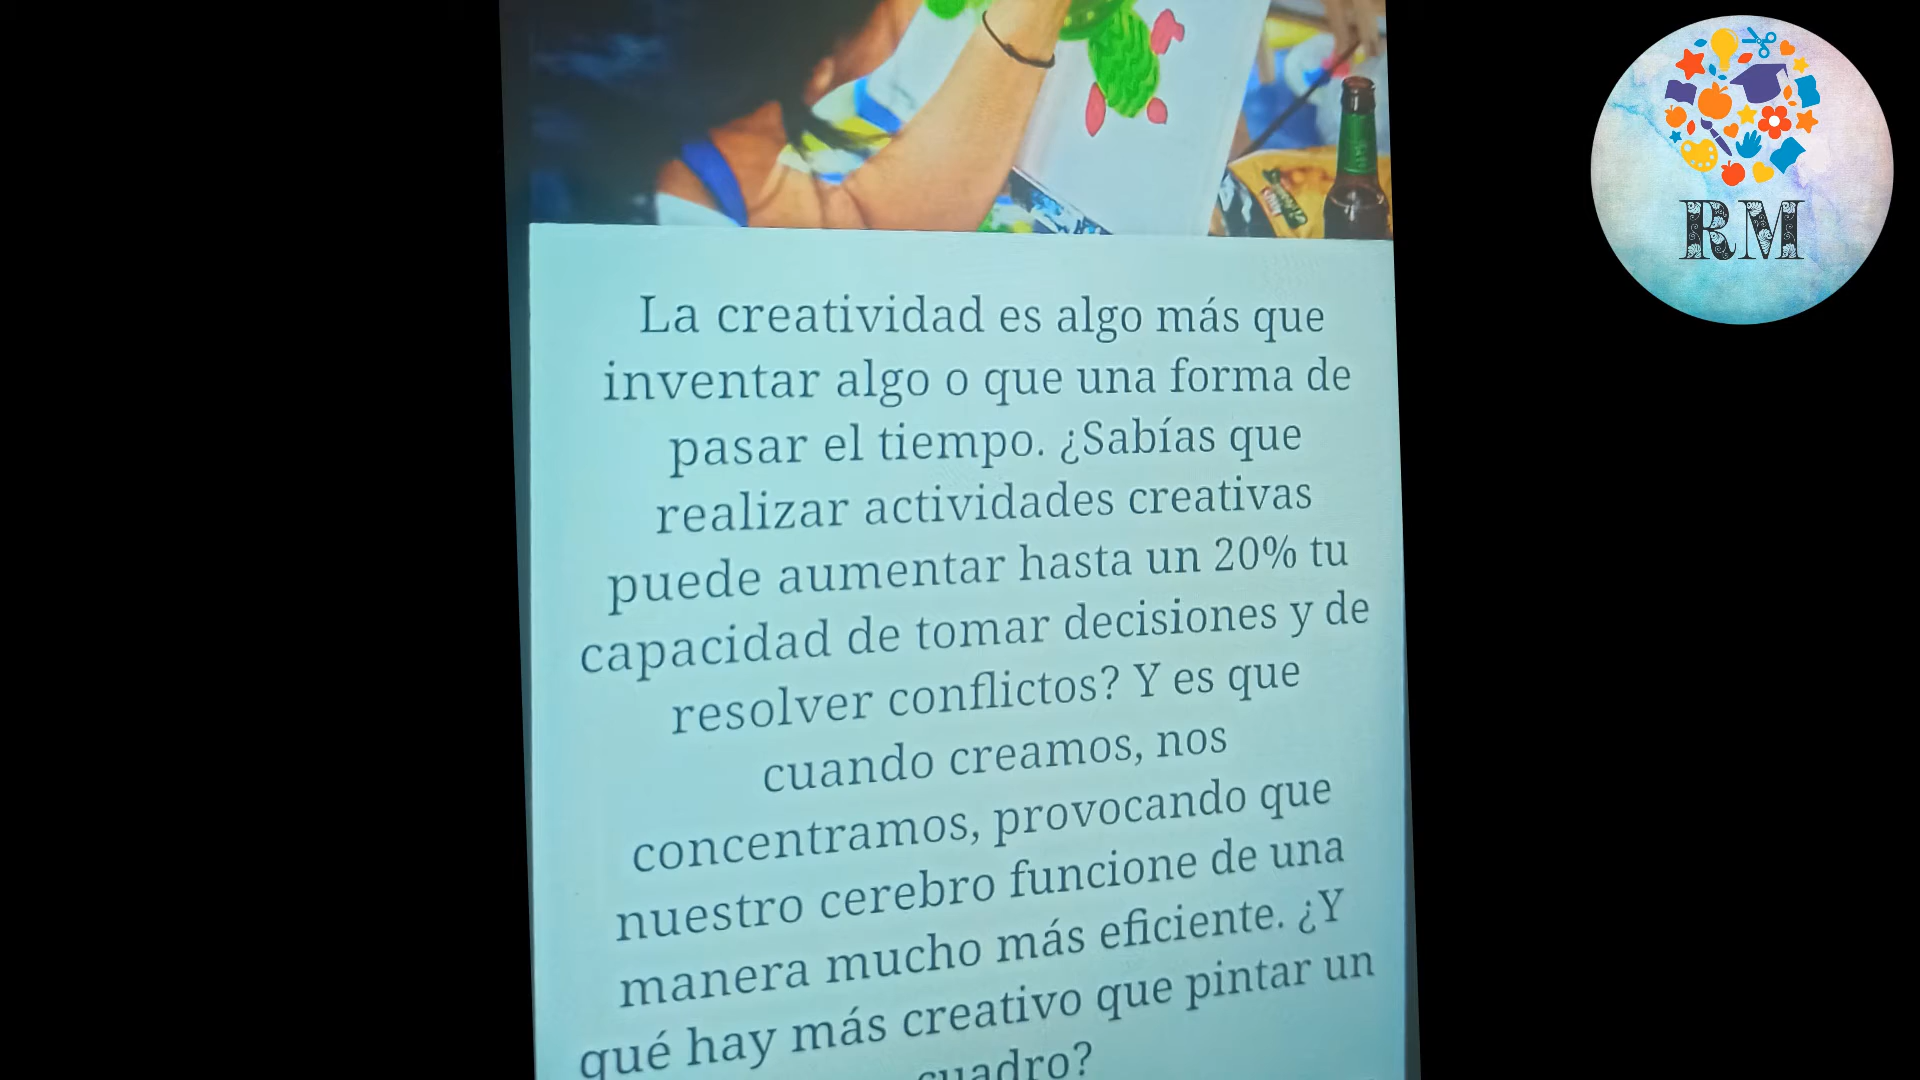 RM
La creatividad es algo más que
inventar algo o que una forma de
pasar el tiempo. ¿Sabías que
realizar actividades creativas
puede aumentar hasta un 20% tu
capacidad de tomar decisiones y de
resolver conflictos? Y es que
cuando creamos, nos
concentramos, provocando que
nuestro cerebro funcione de una
manera mucho más eficiente. ¿Y
qué hay más creativo que pintar un
cuadro?